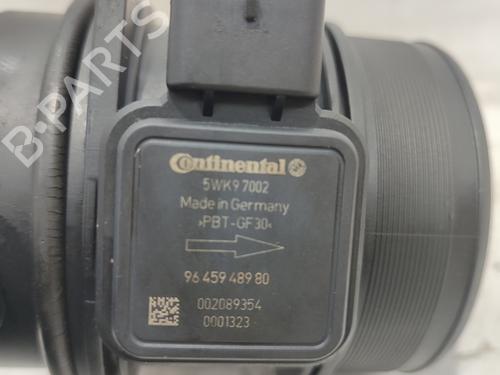 B-PARTS
Continental
5WK9 7002
Made in Germany
>PBT-GF30<
96 459 489 80
002089354
0001323